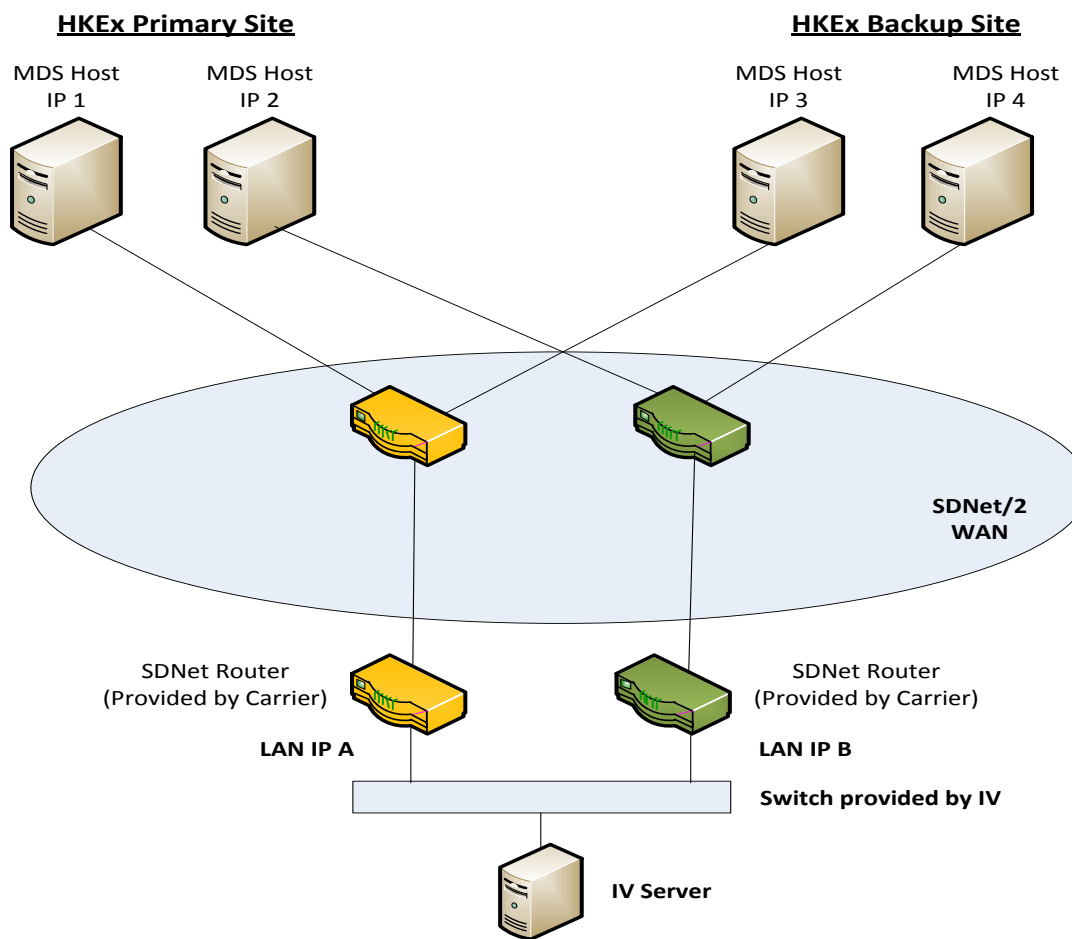 HKEx Primary Site
HKEx Backup Site
MDS Host
IP 1
MDS Host
IP 2
MDS Host
IP 3
MDS Host
IP 4
SDNet/2
WAN
SDNet Router
(Provided by Carrier)
SDNet Router
(Provided by Carrier)
LAN IP A
LAN IP B
Switch provided by IV
IV Server